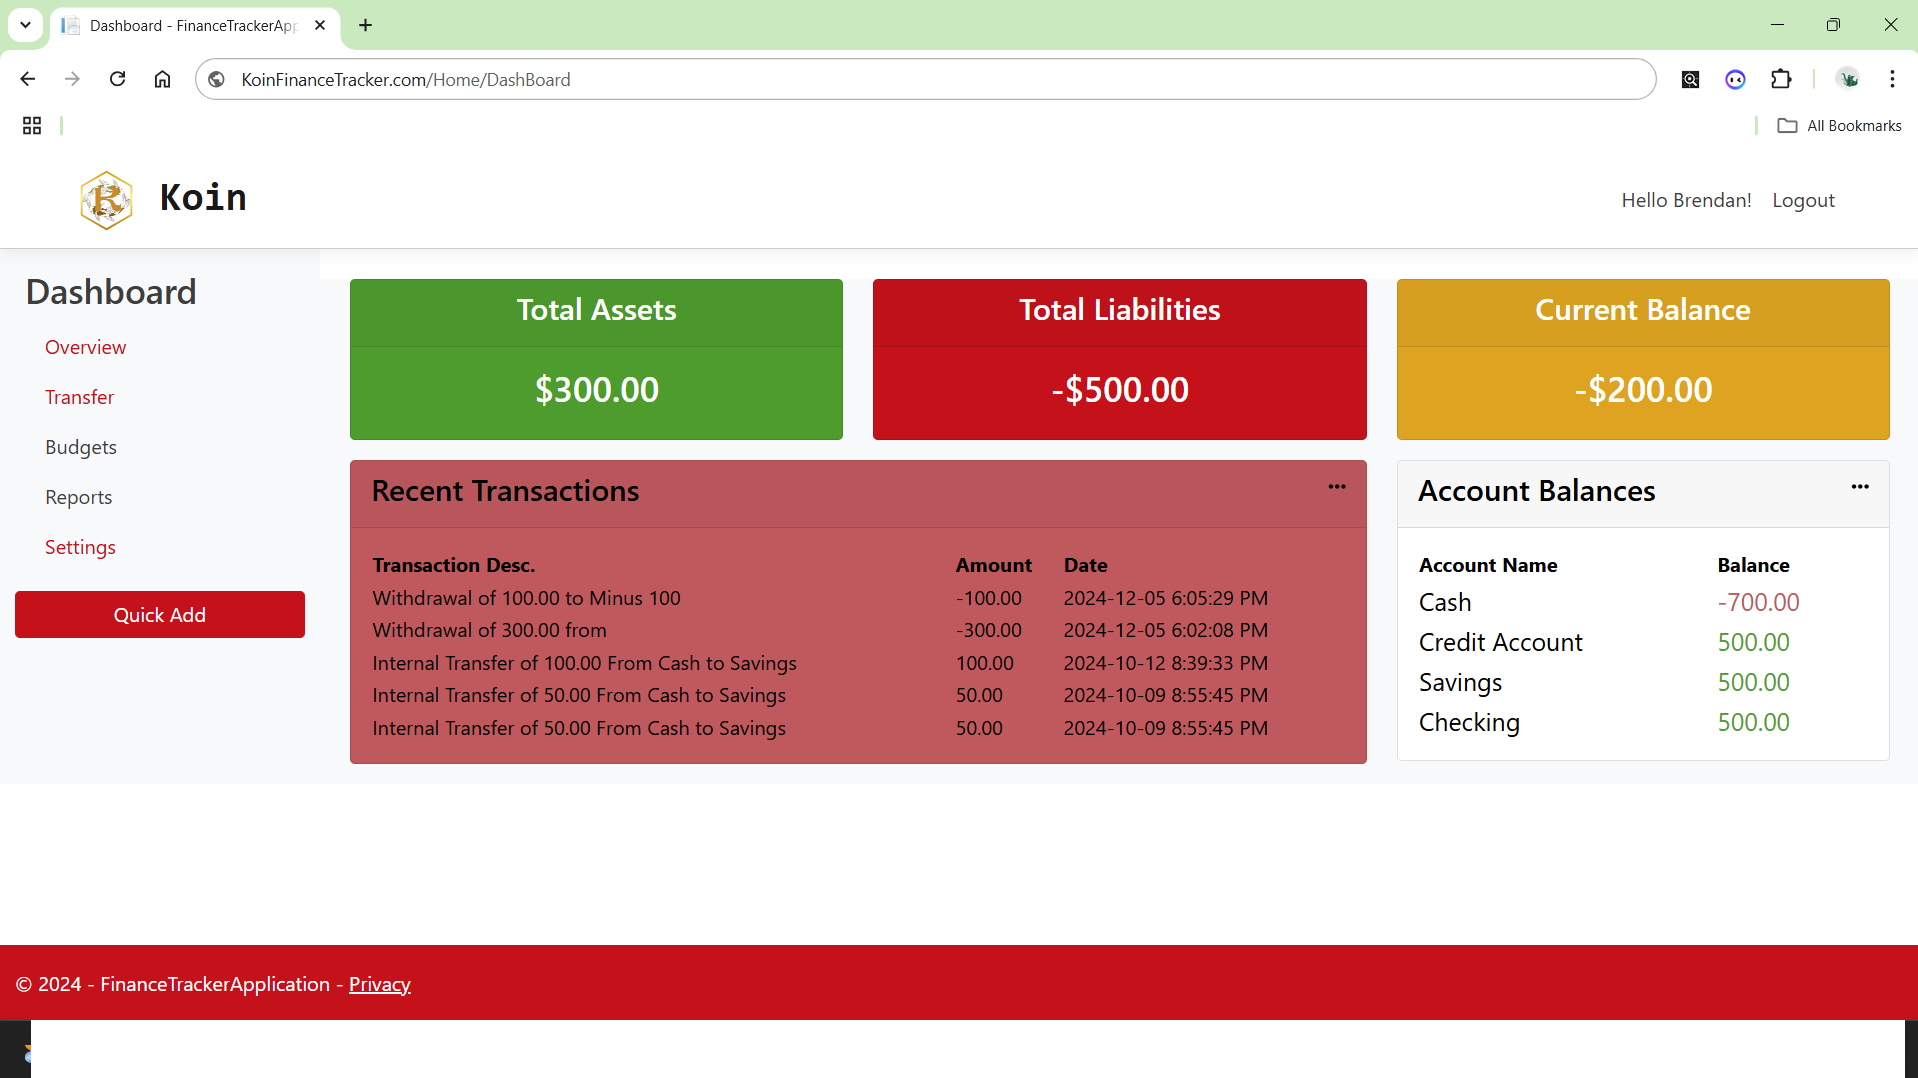 Dashboard - FinanceTrackerApp
KoinFinanceTracker.com/Home/DashBoard
All Bookmarks
Koin
Hello Brendan! Logout
Dashboard
Overview
Transfer
Budgets
Reports
Settings
Quick Add
Total Assets
$300.00
Total Liabilities
-$500.00
Current Balance
-$200.00
Recent Transactions
Transaction Desc. Amount Date
Withdrawal of 100.00 to Minus 100 -100.00 2024-12-05 6:05:29 PM
Withdrawal of 300.00 from -300.00 2024-12-05 6:02:08 PM
Internal Transfer of 100.00 From Cash to Savings 100.00 2024-10-12 8:39:33 PM
Internal Transfer of 50.00 From Cash to Savings 50.00 2024-10-09 8:55:45 PM
Internal Transfer of 50.00 From Cash to Savings 50.00 2024-10-09 8:55:45 PM
Account Balances
Account Name Balance
Cash -700.00
Credit Account 500.00
Savings 500.00
Checking 500.00
© 2024 - FinanceTrackerApplication - Privacy